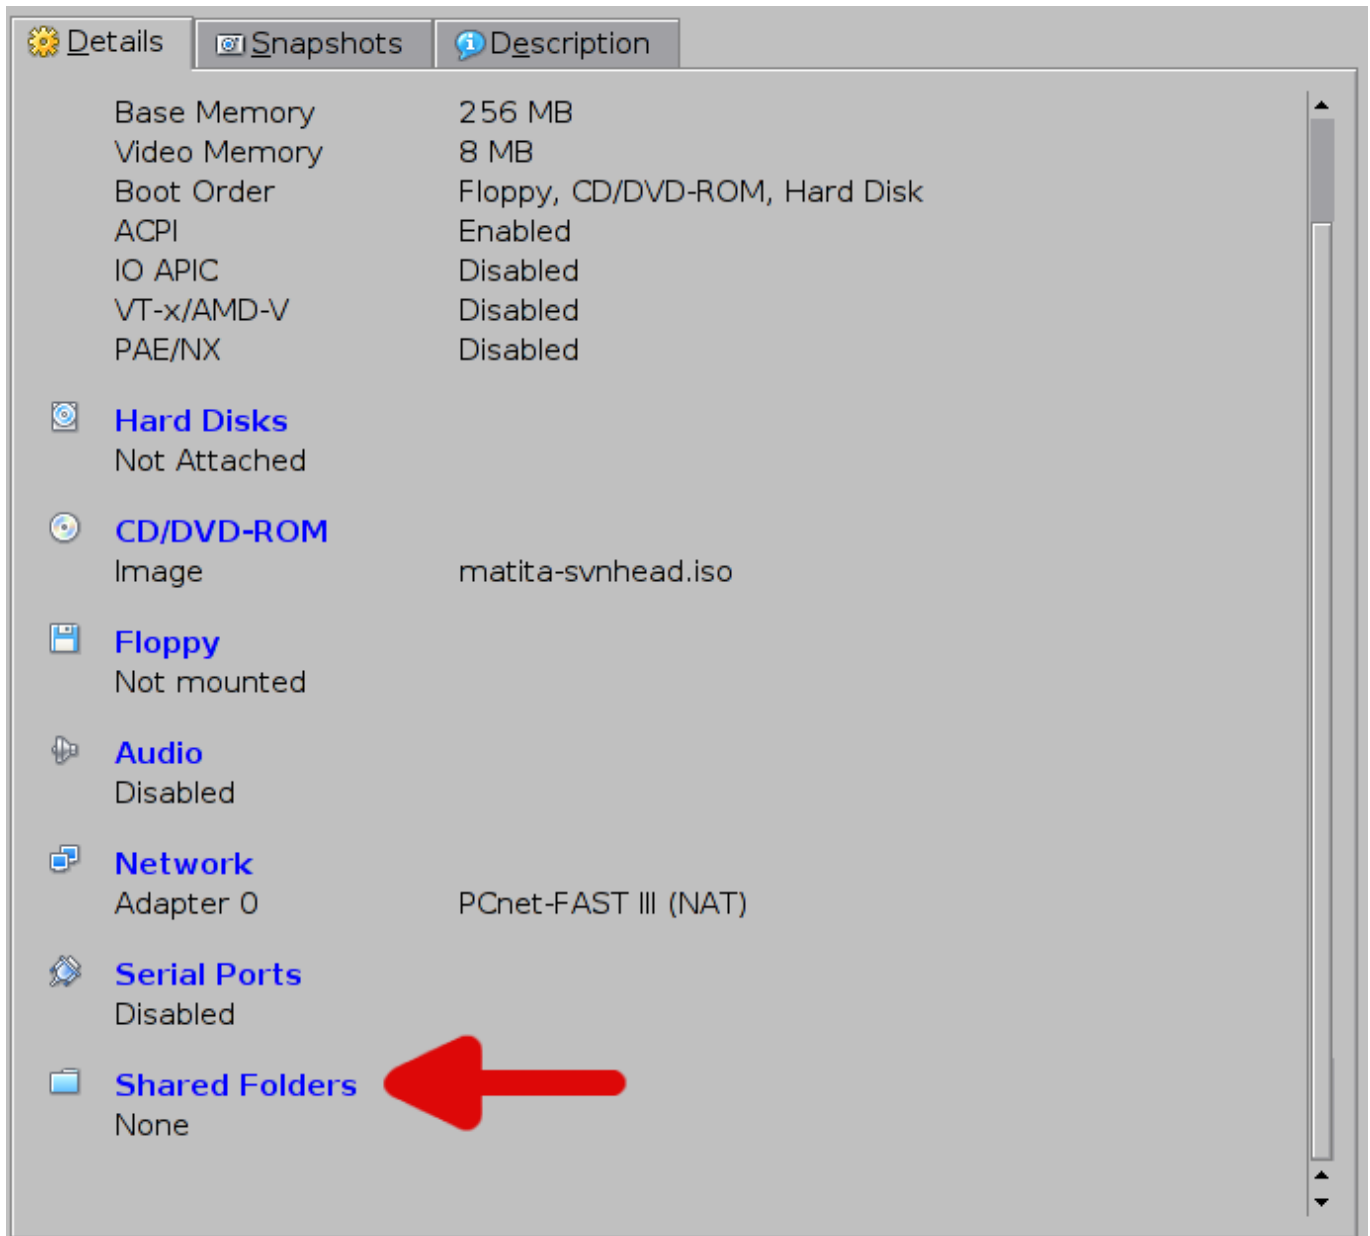 Details Snapshots Description
Base Memory 256 MB
Video Memory 8 MB
Boot Order Floppy, CD/DVD-ROM, Hard Disk
ACPI Enabled
IO APIC Disabled
VT-x/AMD-V Disabled
PAE/NX Disabled
Hard Disks
Not Attached
CD/DVD-ROM
Image matita-svnhead.iso
Floppy
Not mounted
Audio
Disabled
Network
Adapter 0 PCnet-FAST III (NAT)
Serial Ports
Disabled
Shared Folders
None